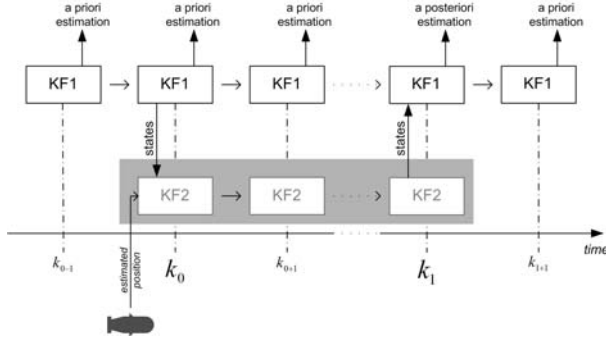 a priori
estimation
a priori
estimation
a priori
estimation
a posteriori
estimation
a priori
estimation
KF1
KF1
KF1
KF1
KF1
states
states
KF2
KF2
KF2
time
k₀₋₁
k₀
k₀₊₁
k₁
k₁₊₁
estimated
position